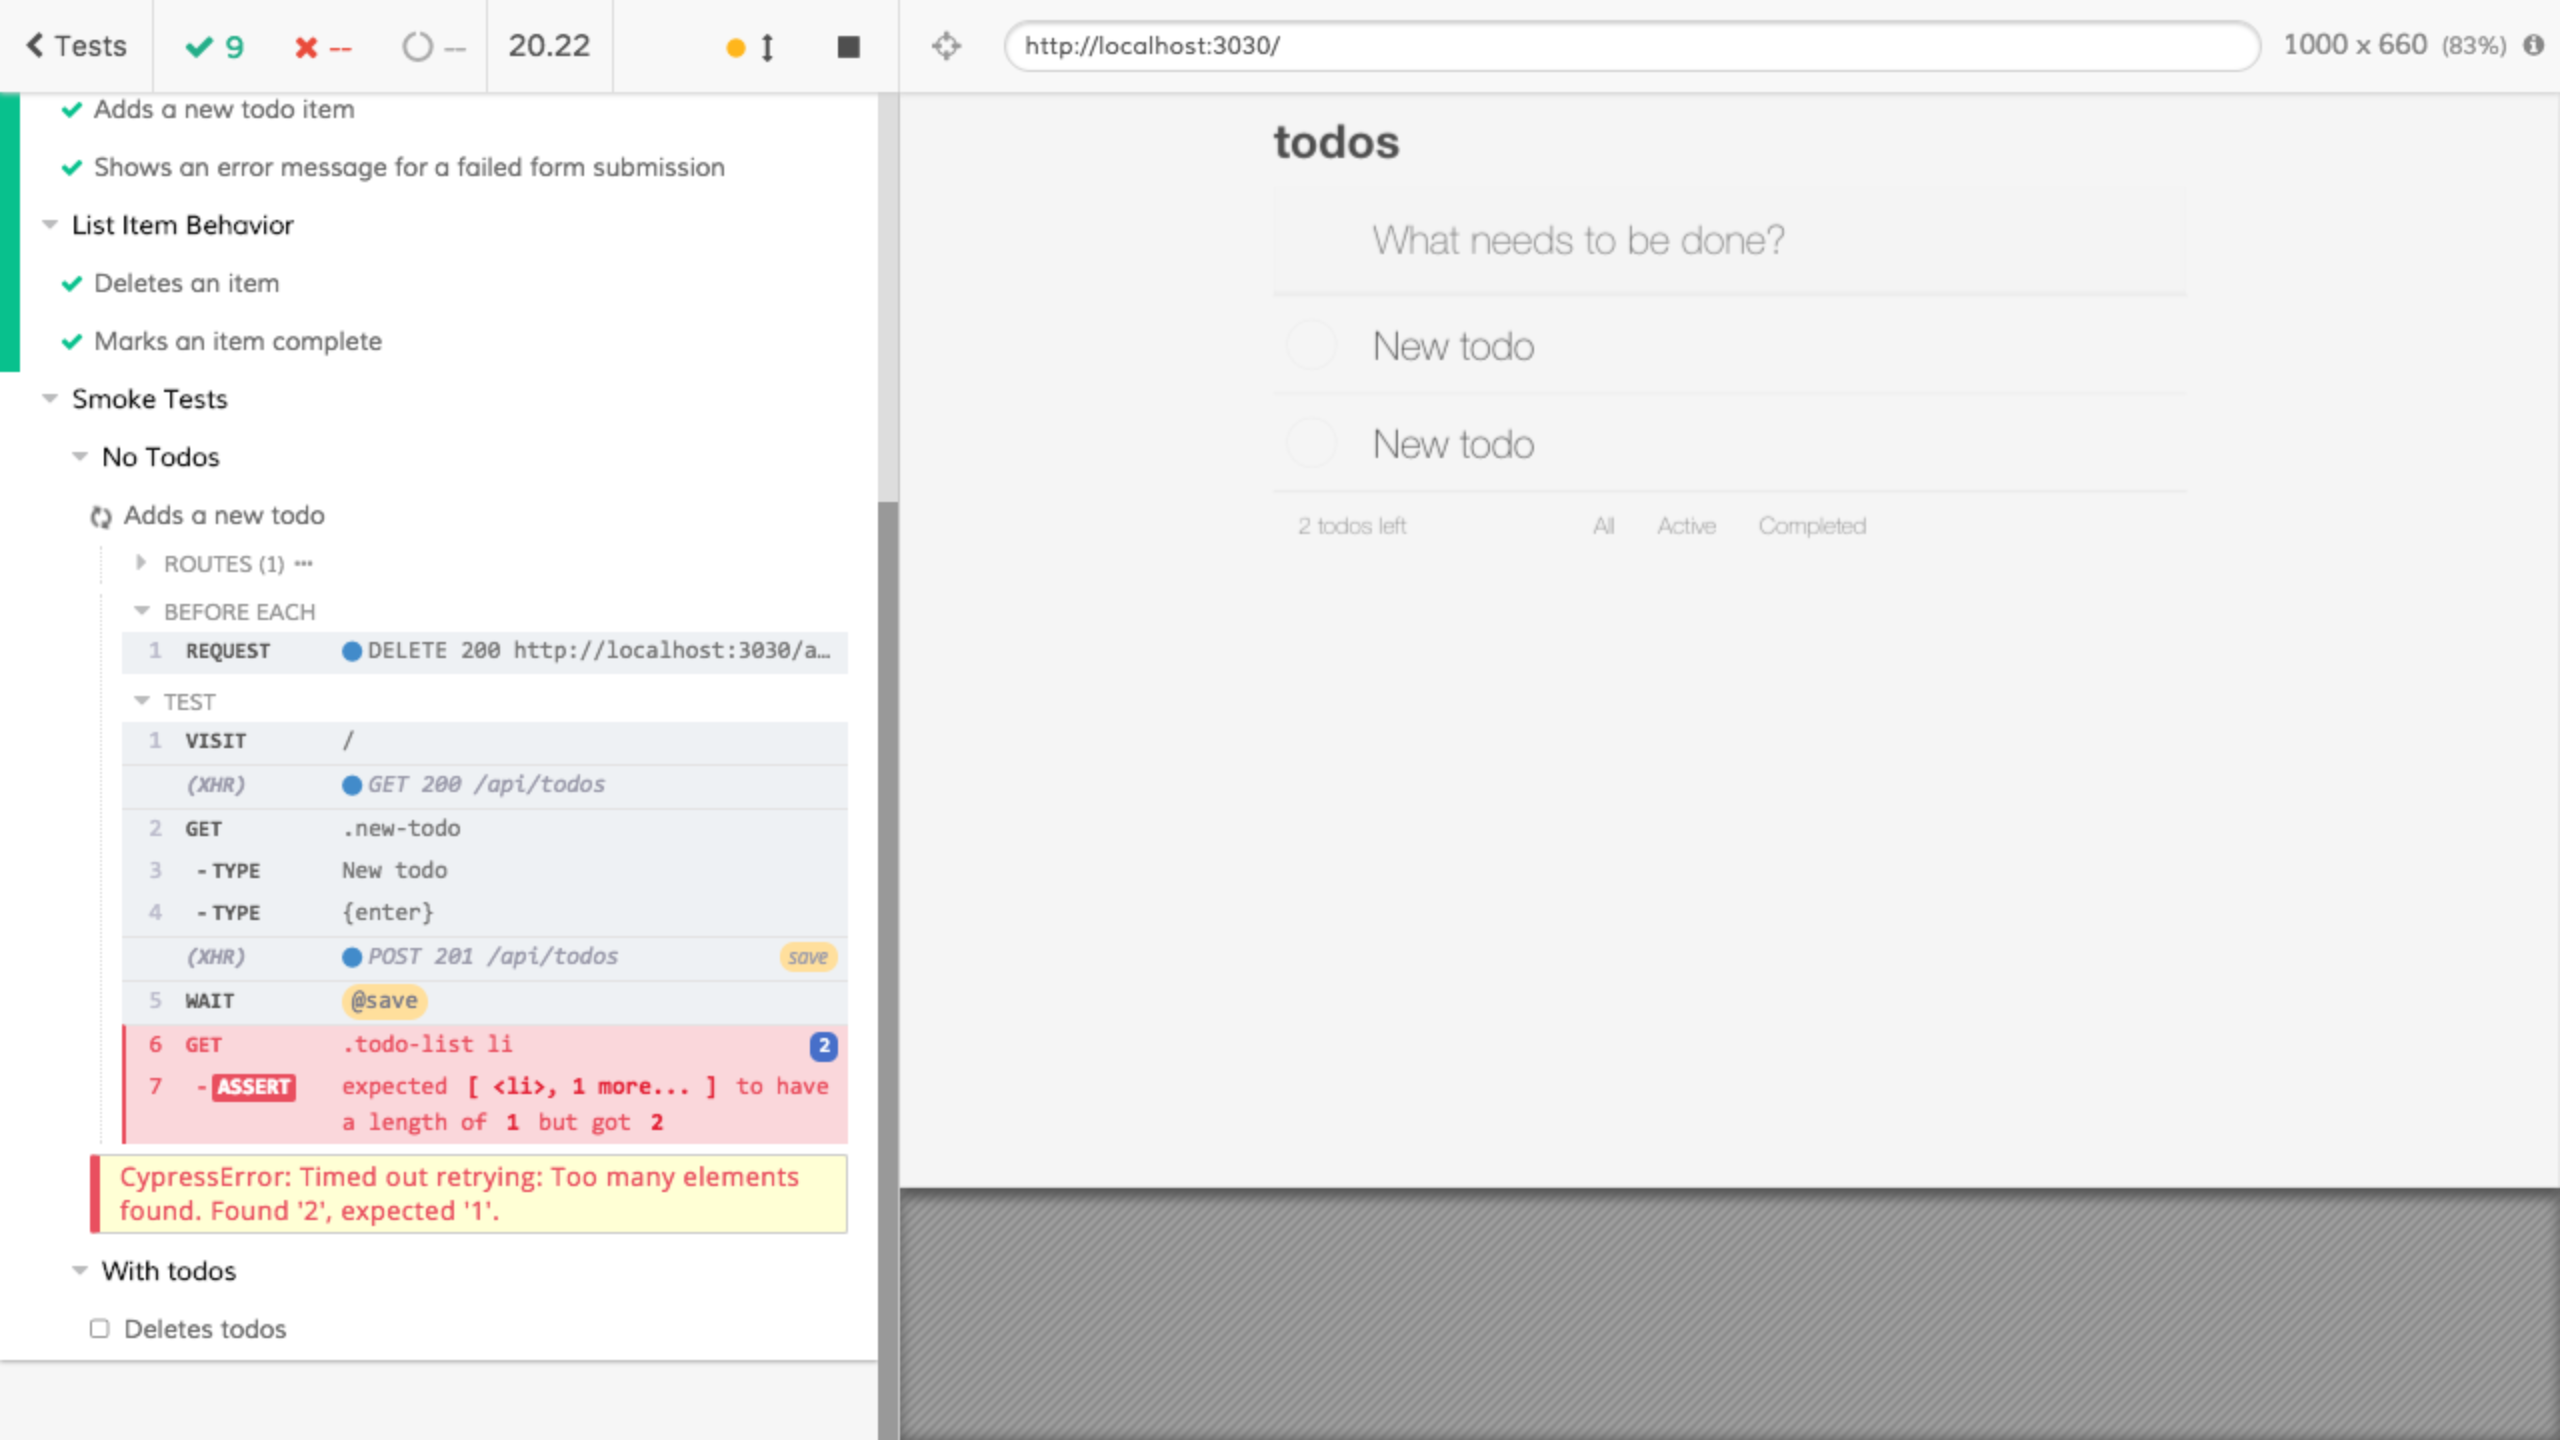 Tests
9
--
--
20.22
http://localhost:3030/
1000 x 660 (83%)
Adds a new todo item
Shows an error message for a failed form submission
List Item Behavior
Deletes an item
Marks an item complete
Smoke Tests
No Todos
Adds a new todo
ROUTES (1) ···
BEFORE EACH
1 REQUEST DELETE 200 http://localhost:3030/a…
TEST
1 VISIT /
(XHR) GET 200 /api/todos
2 GET .new-todo
3 - TYPE New todo
4 - TYPE {enter}
(XHR) POST 201 /api/todos save
5 WAIT @save
6 GET .todo-list li 2
7 - ASSERT expected [ <li>, 1 more... ] to have
a length of 1 but got 2
CypressError: Timed out retrying: Too many elements
found. Found '2', expected '1'.
With todos
Deletes todos
todos
What needs to be done?
New todo
New todo
2 todos left All Active Completed